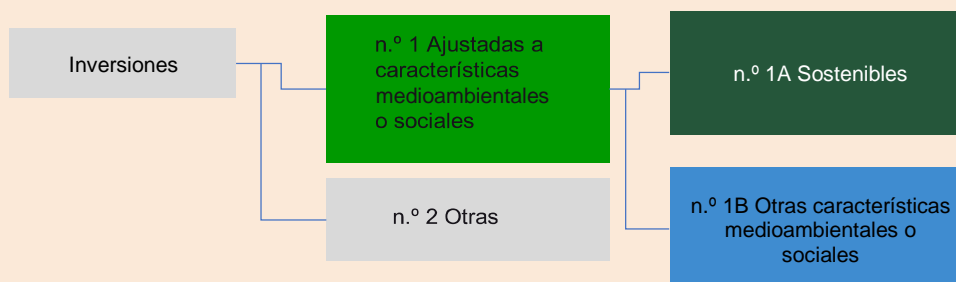 Inversiones
n.º 1 Ajustadas a
características
medioambientales
o sociales
n.º 2 Otras
n.º 1A Sostenibles
n.º 1B Otras características
medioambientales o
sociales